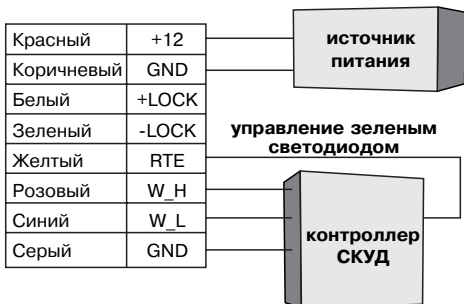 Красный +12
Коричневый GND
Белый +LOCK
Зеленый -LOCK
Желтый RTE
Розовый W_H
Синий W_L
Серый GND
источник
питания
управление зеленым
светодиодом
контроллер
СКУД